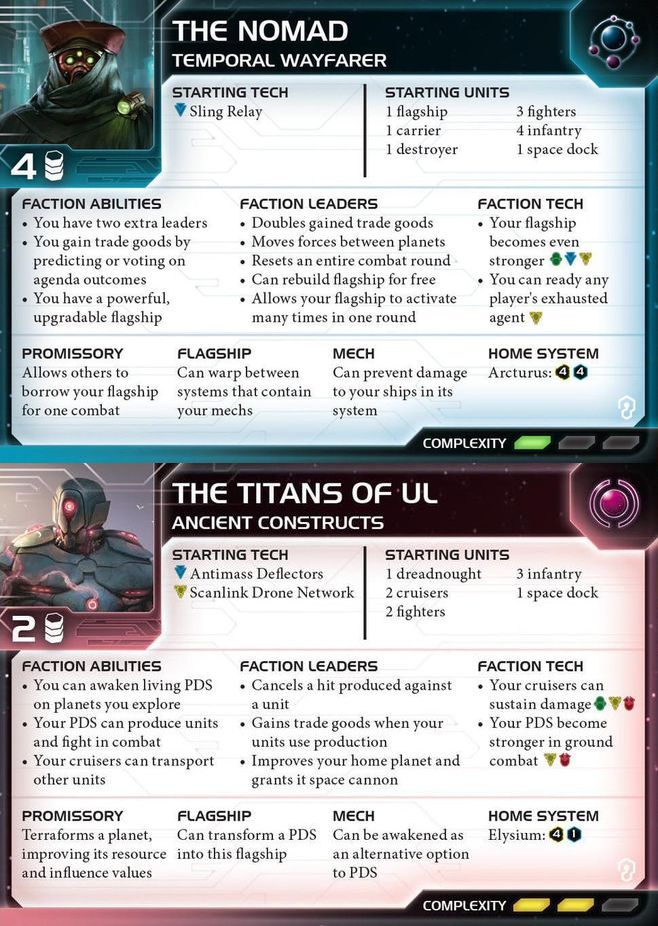 THE NOMAD
TEMPORAL WAYFARER
4
STARTING TECH
Sling Relay
STARTING UNITS
1 flagship
1 carrier
1 destroyer
3 fighters
4 infantry
1 space dock
FACTION ABILITIES
• You have two extra leaders
• You gain trade goods by
predicting or voting on
agenda outcomes
• You have a powerful,
upgradable flagship
FACTION LEADERS
• Doubles gained trade goods
• Moves forces between planets
• Resets an entire combat round
• Can rebuild flagship for free
• Allows your flagship to activate
many times in one round
FACTION TECH
• Your flagship
becomes even
stronger
• You can ready any
player's exhausted
agent
PROMISSORY
Allows others to
borrow your flagship
for one combat
FLAGSHIP
Can warp between
systems that contain
your mechs
MECH
Can prevent damage
to your ships in its
system
HOME SYSTEM
Arcturus: 4 4
COMPLEXITY
THE TITANS OF UL
ANCIENT CONSTRUCTS
2
STARTING TECH
Antimass Deflectors
Scanlink Drone Network
STARTING UNITS
1 dreadnought
2 cruisers
2 fighters
3 infantry
1 space dock
FACTION ABILITIES
• You can awaken living PDS
on planets you explore
• Your PDS can produce units
and fight in combat
• Your cruisers can transport
other units
FACTION LEADERS
• Cancels a hit produced against
a unit
• Gains trade goods when your
units use production
• Improves your home planet and
grants it space cannon
FACTION TECH
• Your cruisers can
sustain damage
• Your PDS become
stronger in ground
combat
PROMISSORY
Terraforms a planet,
improving its resource
and influence values
FLAGSHIP
Can transform a PDS
into this flagship
MECH
Can be awakened as
an alternative option
to PDS
HOME SYSTEM
Elysium: 4 1
COMPLEXITY